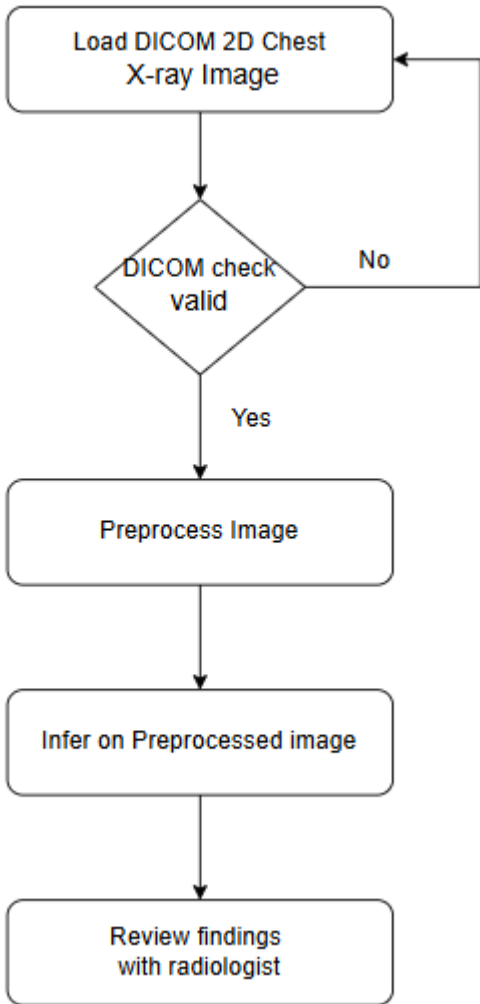 Load DICOM 2D Chest
X-ray Image
DICOM check
valid
No
Yes
Preprocess Image
Infer on Preprocessed image
Review findings
with radiologist